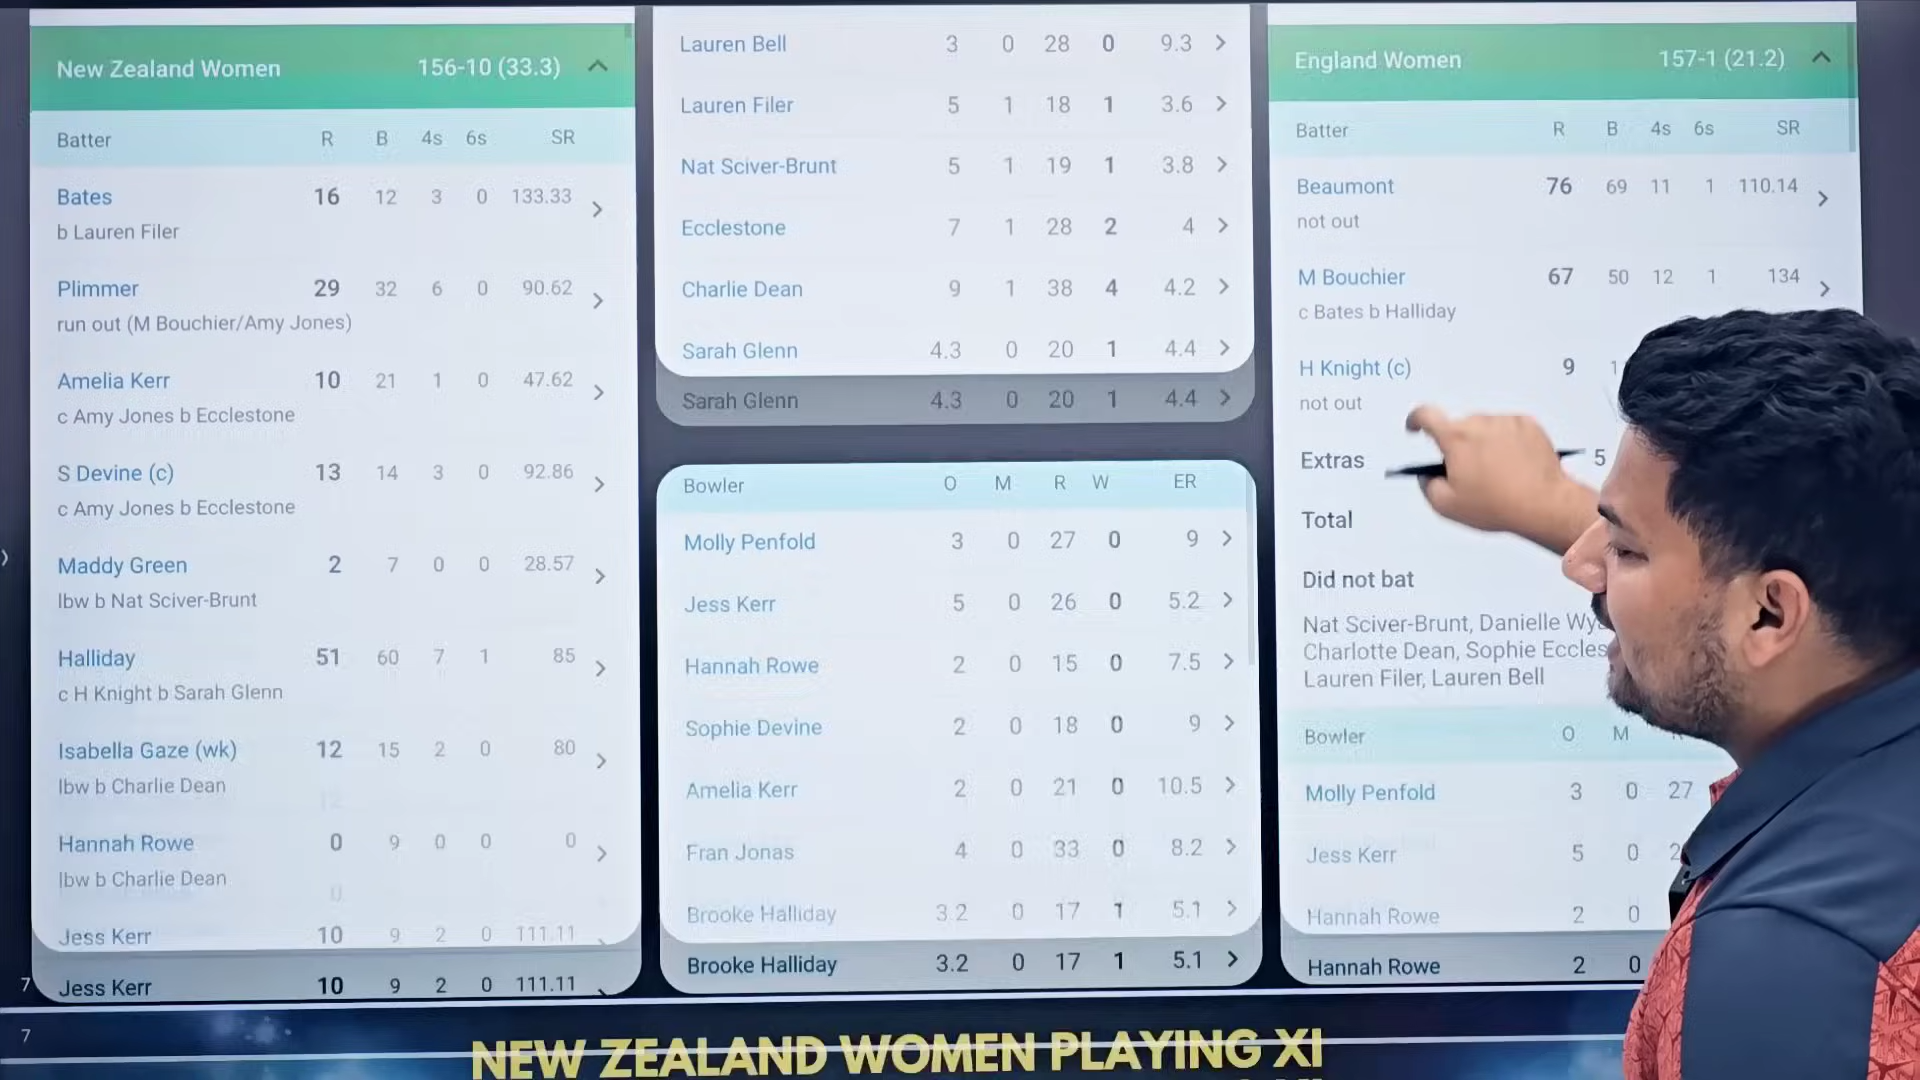 New Zealand Women 156-10 (33.3)
Batter R B 4s 6s SR
Bates 16 12 3 0 133.33
b Lauren Filer
Plimmer 29 32 6 0 90.62
run out (M Bouchier/Amy Jones)
Amelia Kerr 10 21 1 0 47.62
c Amy Jones b Ecclestone
S Devine (c) 13 14 3 0 92.86
c Amy Jones b Ecclestone
Maddy Green 2 7 0 0 28.57
lbw b Nat Sciver-Brunt
Halliday 51 60 7 1 85
c H Knight b Sarah Glenn
Isabella Gaze (wk) 12 15 2 0 80
lbw b Charlie Dean
Hannah Rowe 0 9 0 0 0
lbw b Charlie Dean
Jess Kerr 10 9 2 0 111.11
7 Jess Kerr 10 9 2 0 111.11
7
Lauren Bell 3 0 28 0 9.3
Lauren Filer 5 1 18 1 3.6
Nat Sciver-Brunt 5 1 19 1 3.8
Ecclestone 7 1 28 2 4
Charlie Dean 9 1 38 4 4.2
Sarah Glenn 4.3 0 20 1 4.4
Sarah Glenn 4.3 0 20 1 4.4
Bowler O M R W ER
Molly Penfold 3 0 27 0 9
Jess Kerr 5 0 26 0 5.2
Hannah Rowe 2 0 15 0 7.5
Sophie Devine 2 0 18 0 9
Amelia Kerr 2 0 21 0 10.5
Fran Jonas 4 0 33 0 8.2
Brooke Halliday 3.2 0 17 1 5.1
Brooke Halliday 3.2 0 17 1 5.1
England Women 157-1 (21.2)
Batter R B 4s 6s SR
Beaumont 76 69 11 1 110.14
not out
M Bouchier 67 50 12 1 134
c Bates b Halliday
H Knight (c) 9
not out
Extras 5
Total
Did not bat
Nat Sciver-Brunt, Danielle
Charlotte Dean, Sophie
Lauren Filer, Lauren Bell
Bowler O M
Molly Penfold 3 0 27
Jess Kerr 5 0
Hannah Rowe 2 0
Hannah Rowe 2 0
NEW ZEALAND WOMEN PLAYING XI